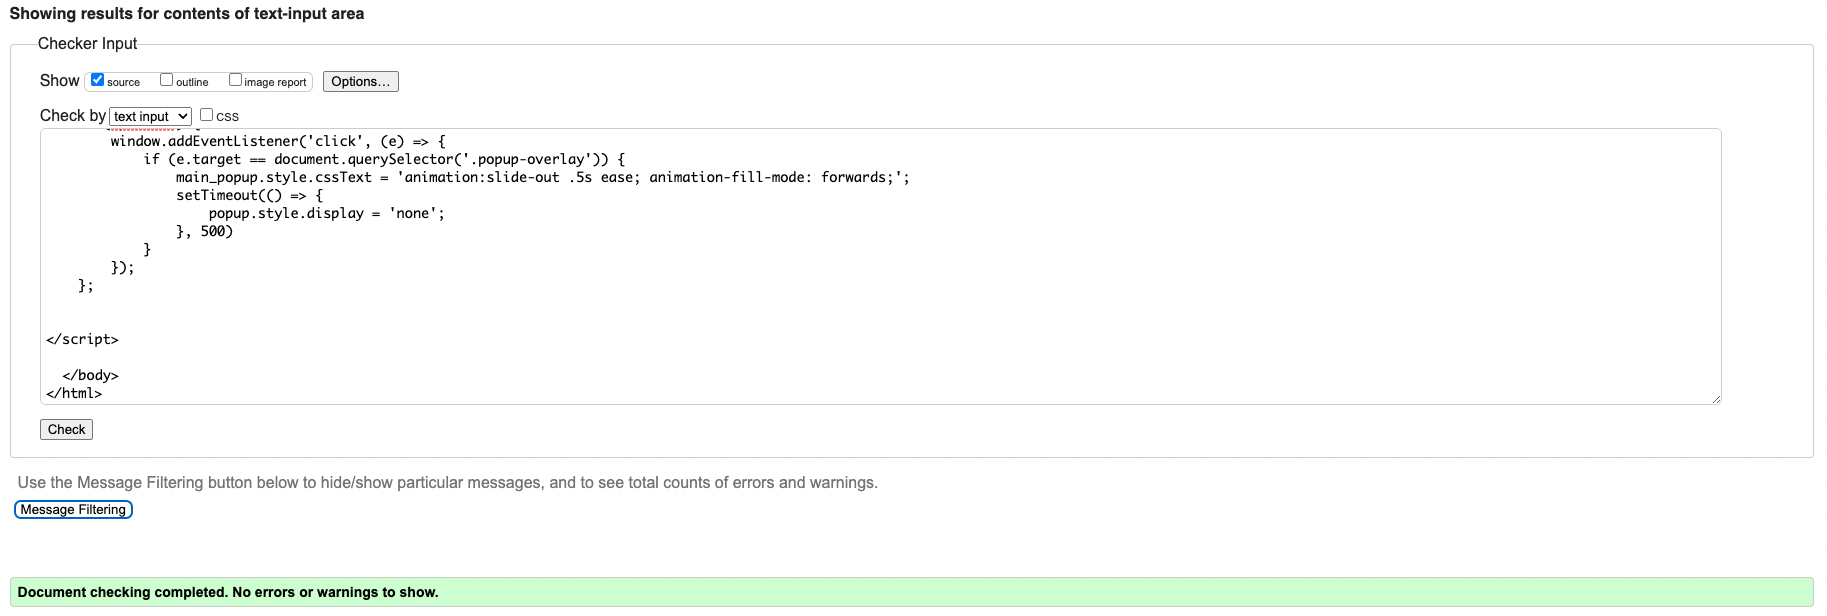 Showing results for contents of text-input area
Checker Input
Show source outline image report Options...
Check by text input css
window.addEventListener('click', (e) => {
if (e.target == document.querySelector('.popup-overlay')) {
main_popup.style.cssText = 'animation:slide-out .5s ease; animation-fill-mode: forwards;';
setTimeout(() => {
popup.style.display = 'none';
}, 500)
}
});
};
</script>
</body>
</html>
Check
Use the Message Filtering button below to hide/show particular messages, and to see total counts of errors and warnings.
Message Filtering
Document checking completed. No errors or warnings to show.